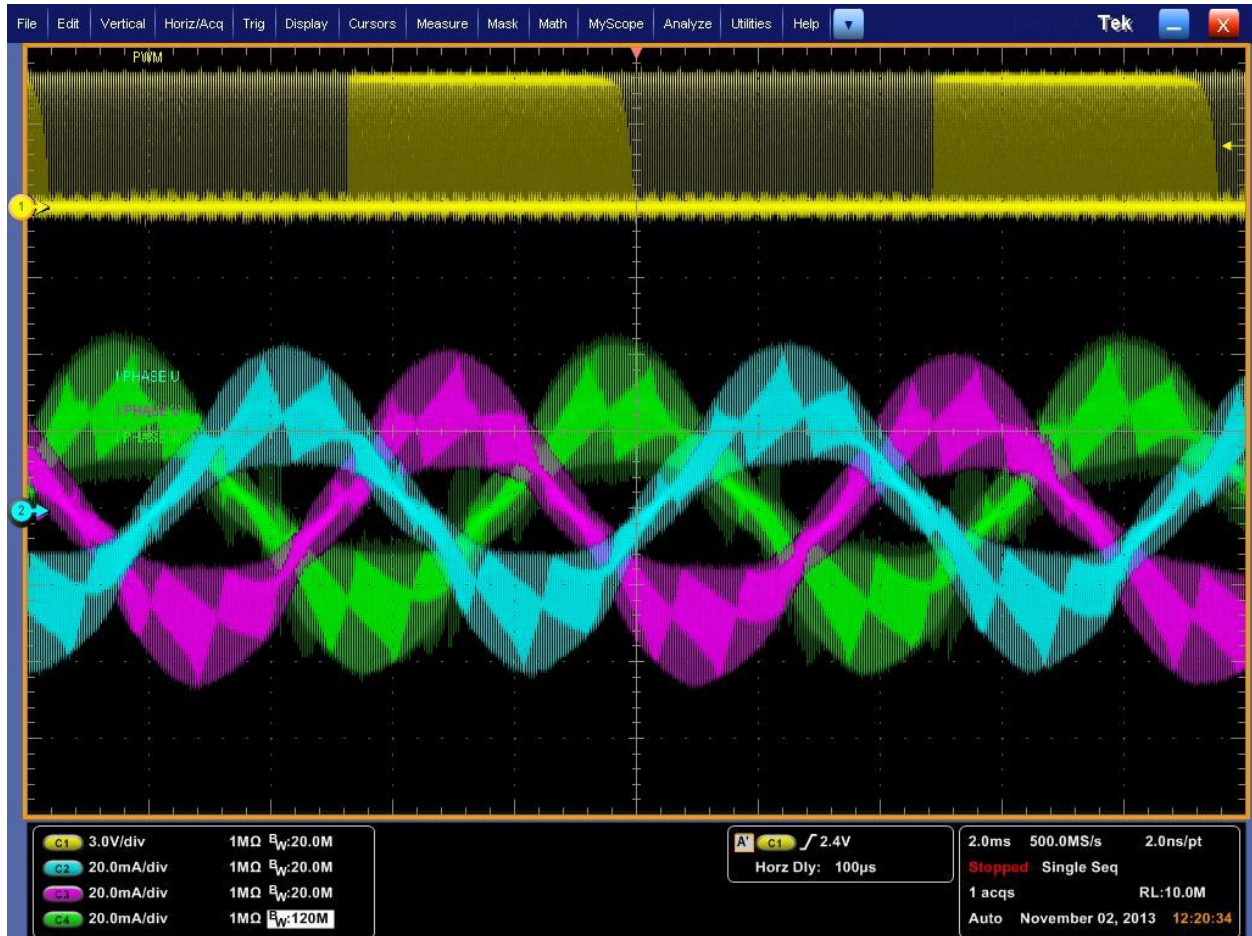 File Edit Vertical Horiz/Acq Trig Display Cursors Measure Mask Math MyScope Analyze Utilities Help Tek X
PWM
1
I PHASE U
I PHASE V
I PHASE
2
C1 3.0V/div 1MΩ BW:20.0M
C2 20.0mA/div 1MΩ BW:20.0M
C3 20.0mA/div 1MΩ BW:20.0M
C4 20.0mA/div 1MΩ BW:120M
A' C1 2.4V
Horz Dly: 100µs
2.0ms 500.0MS/s 2.0ns/pt
Stopped Single Seq
1 acqs RL:10.0M
Auto November 02, 2013 12:20:34